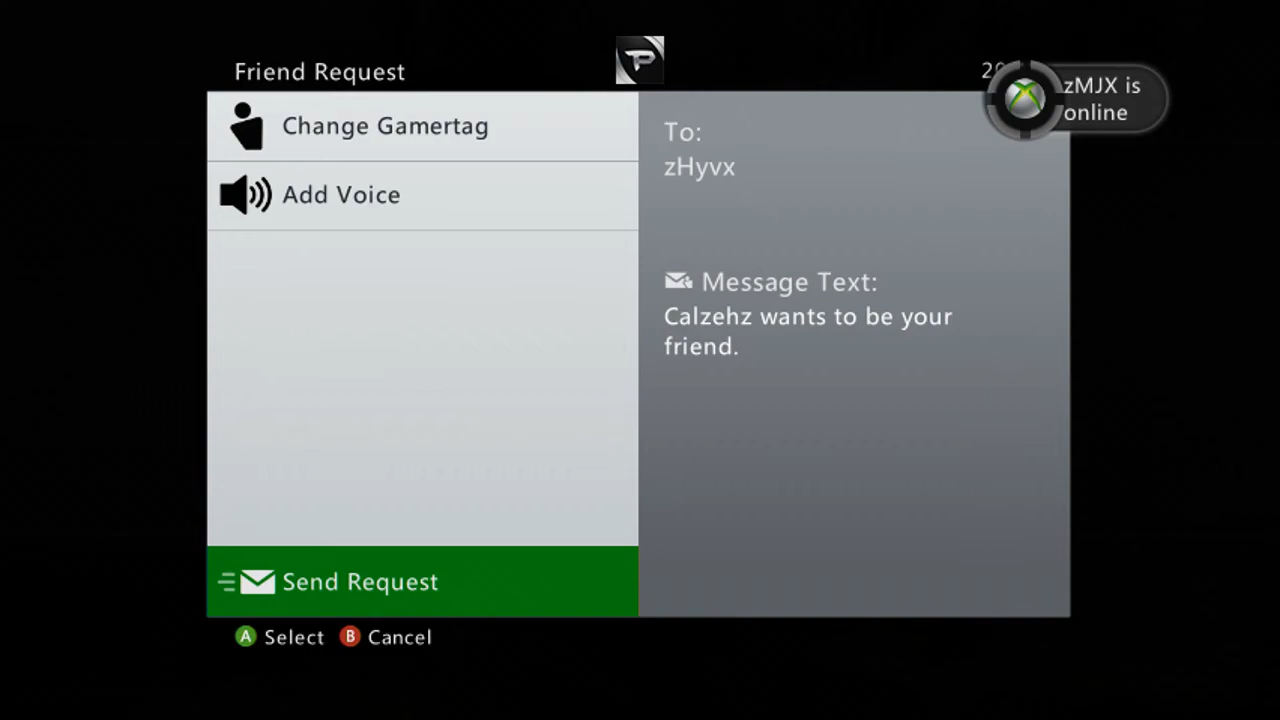 Friend Request
zMJX is
online
Change Gamertag
Add Voice
To:
zHyvx
Message Text:
Calzehz wants to be your
friend.
Send Request
A Select B Cancel